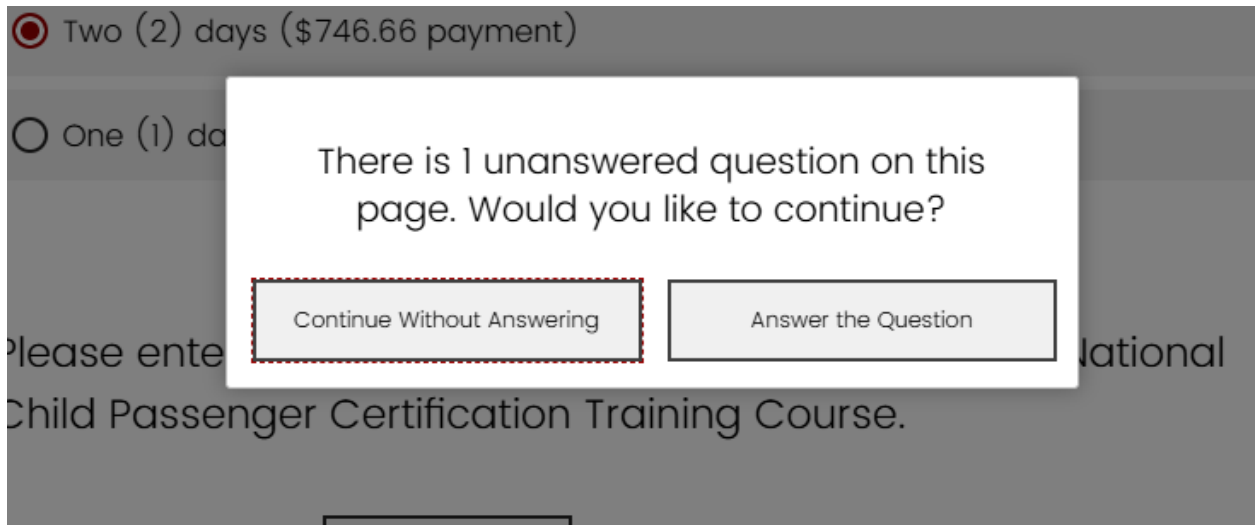 Two (2) days ($746.66 payment)
One (1) da
There is 1 unanswered question on this
page. Would you like to continue?
Continue Without Answering
Answer the Question
Please ente National
Child Passenger Certification Training Course.